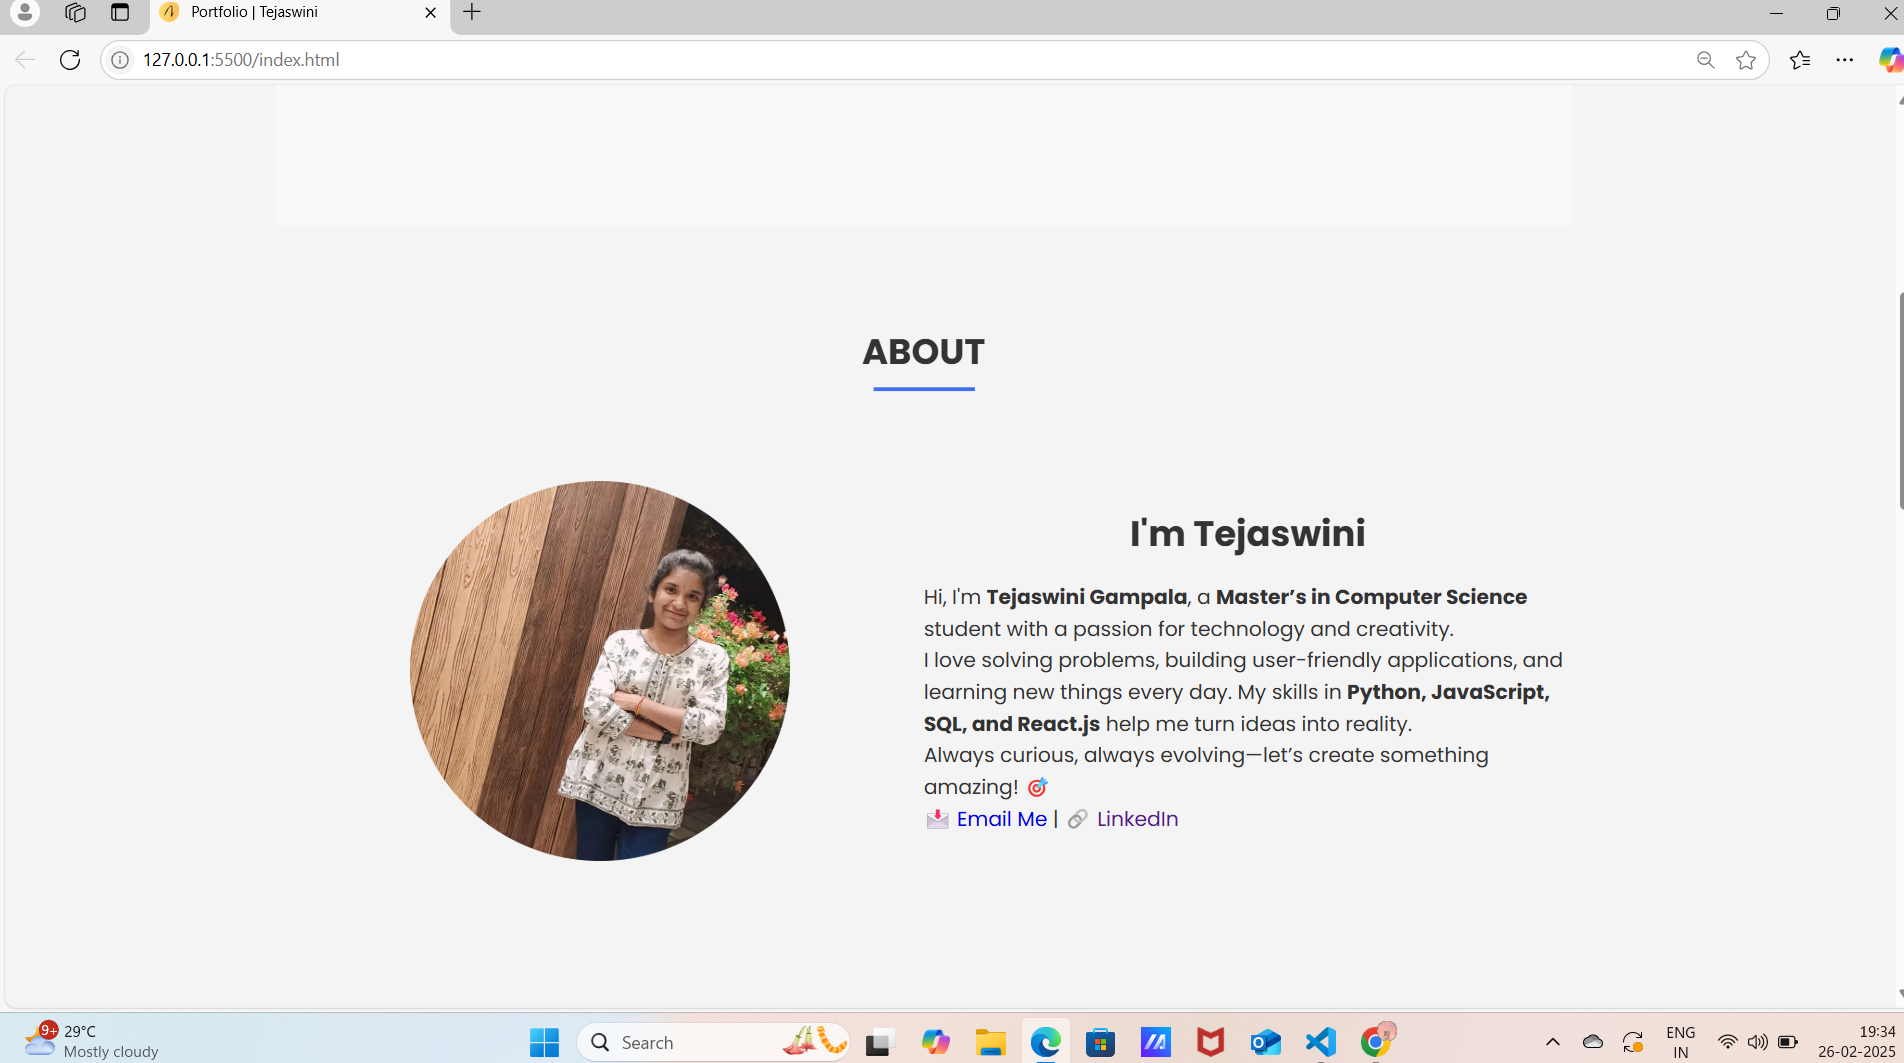 Portfolio | Tejaswini
127.0.0.1:5500/index.html
ABOUT
I'm Tejaswini
Hi, I'm Tejaswini Gampala, a Master’s in Computer Science
student with a passion for technology and creativity.
I love solving problems, building user-friendly applications, and
learning new things every day. My skills in Python, JavaScript,
SQL, and React.js help me turn ideas into reality.
Always curious, always evolving—let’s create something
amazing! 🎯
📩 Email Me | 🔗 LinkedIn
9+
29°C
Mostly cloudy
Search
ENG
IN
19:34
26-02-2025